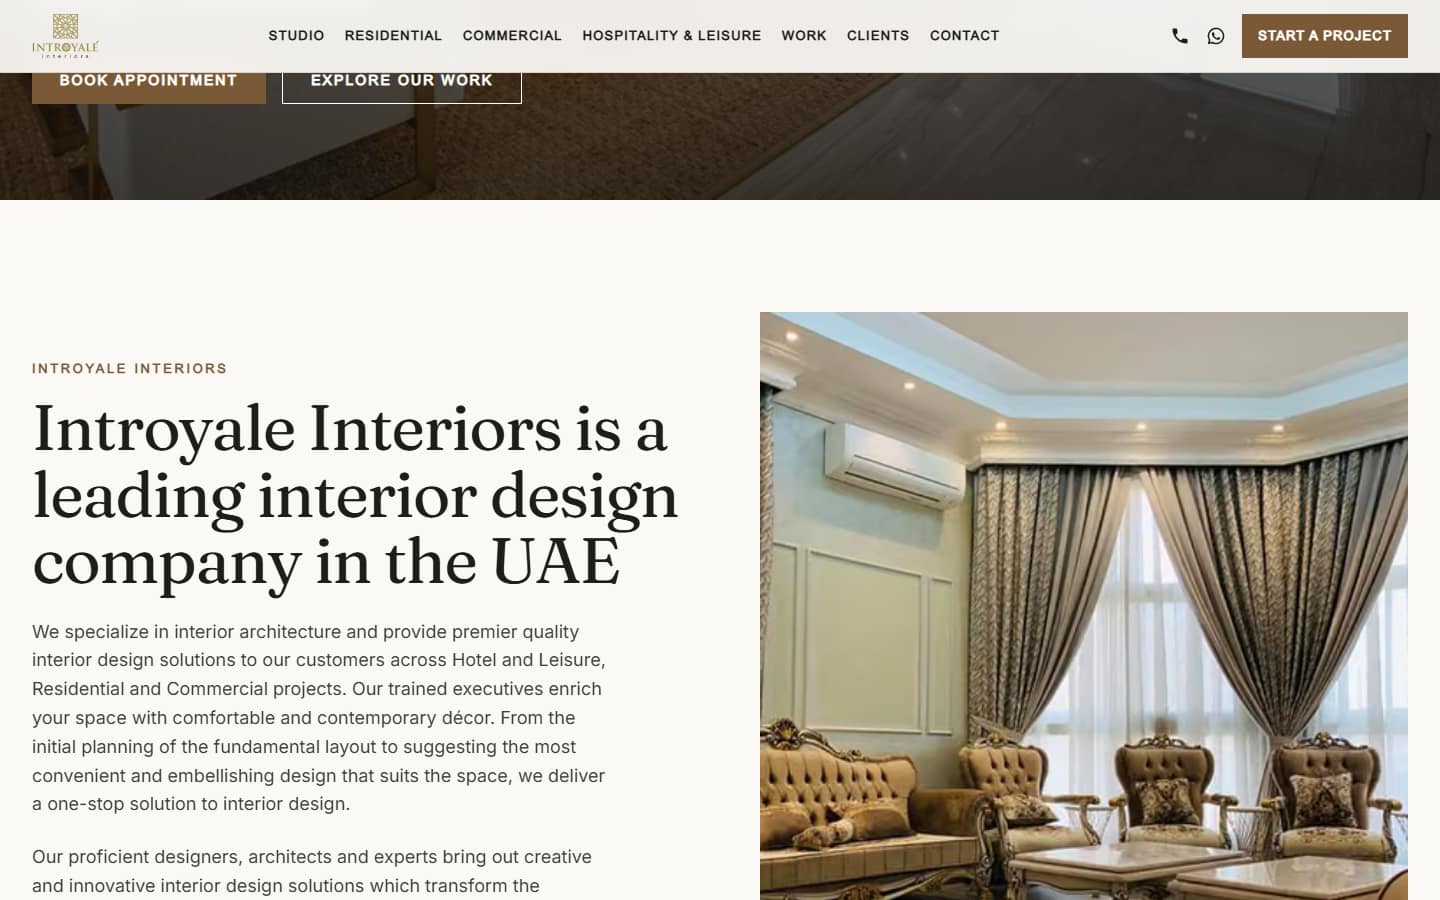 INTROYALE
interiors
STUDIO RESIDENTIAL COMMERCIAL HOSPITALITY & LEISURE WORK CLIENTS CONTACT
START A PROJECT
BOOK APPOINTMENT
EXPLORE OUR WORK
INTROYALE INTERIORS
Introyale Interiors is a
leading interior design
company in the UAE
We specialize in interior architecture and provide premier quality
interior design solutions to our customers across Hotel and Leisure,
Residential and Commercial projects. Our trained executives enrich
your space with comfortable and contemporary décor. From the
initial planning of the fundamental layout to suggesting the most
convenient and embellishing design that suits the space, we deliver
a one-stop solution to interior design.
Our proficient designers, architects and experts bring out creative
and innovative interior design solutions which transform the